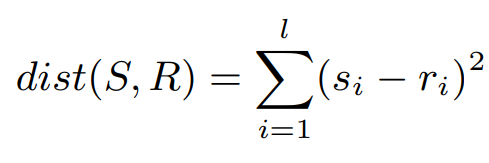 dist(S, R) = \sum_{i=1}^{l} (s_i - r_i)^2